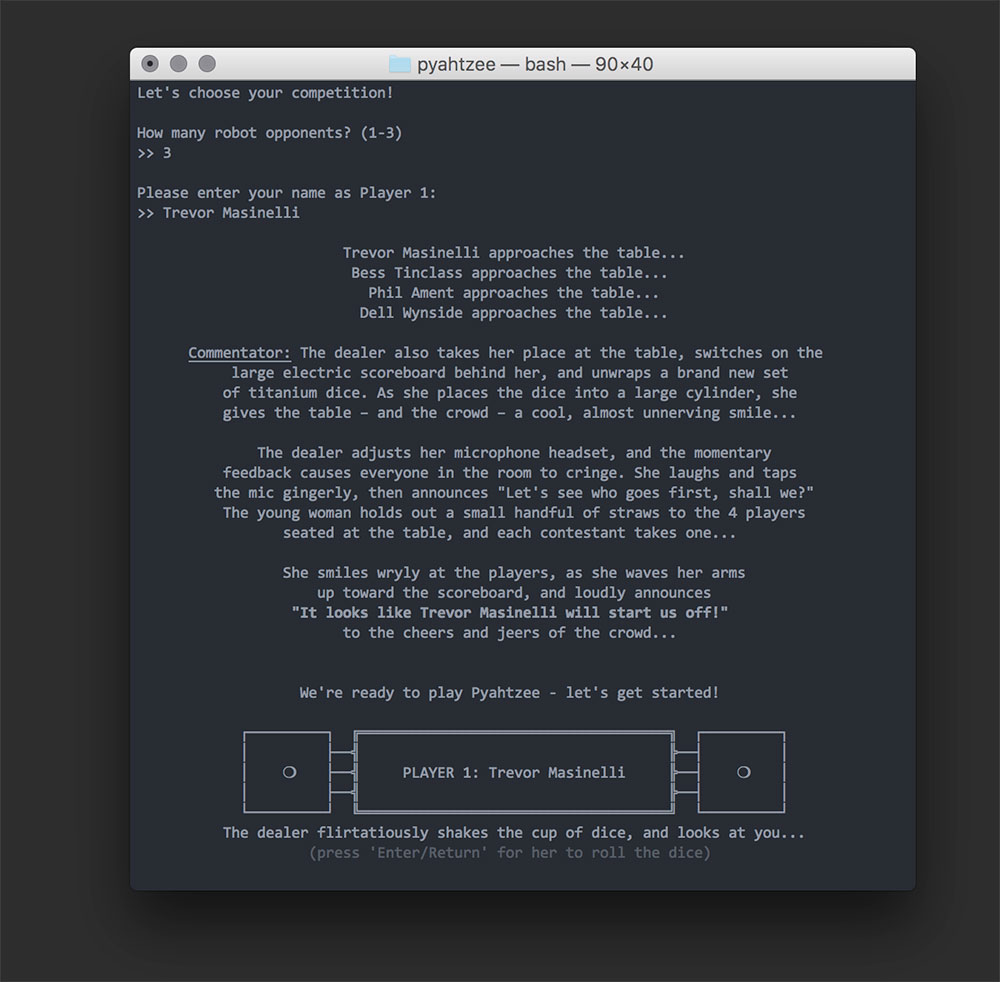 pyahtzee — bash — 90×40
Let's choose your competition!
How many robot opponents? (1-3)
>> 3
Please enter your name as Player 1:
>> Trevor Masinelli
Trevor Masinelli approaches the table...
Bess Tinclass approaches the table...
Phil Ament approaches the table...
Dell Wynside approaches the table...
Commentator: The dealer also takes her place at the table, switches on the
large electric scoreboard behind her, and unwraps a brand new set
of titanium dice. As she places the dice into a large cylinder, she
gives the table – and the crowd – a cool, almost unnerving smile...
The dealer adjusts her microphone headset, and the momentary
feedback causes everyone in the room to cringe. She laughs and taps
the mic gingerly, then announces "Let's see who goes first, shall we?"
The young woman holds out a small handful of straws to the 4 players
seated at the table, and each contestant takes one...
She smiles wryly at the players, as she waves her arms
up toward the scoreboard, and loudly announces
"It looks like Trevor Masinelli will start us off!"
to the cheers and jeers of the crowd...
We're ready to play Pyahtzee - let's get started!
PLAYER 1: Trevor Masinelli
The dealer flirtatiously shakes the cup of dice, and looks at you...
(press 'Enter/Return' for her to roll the dice)